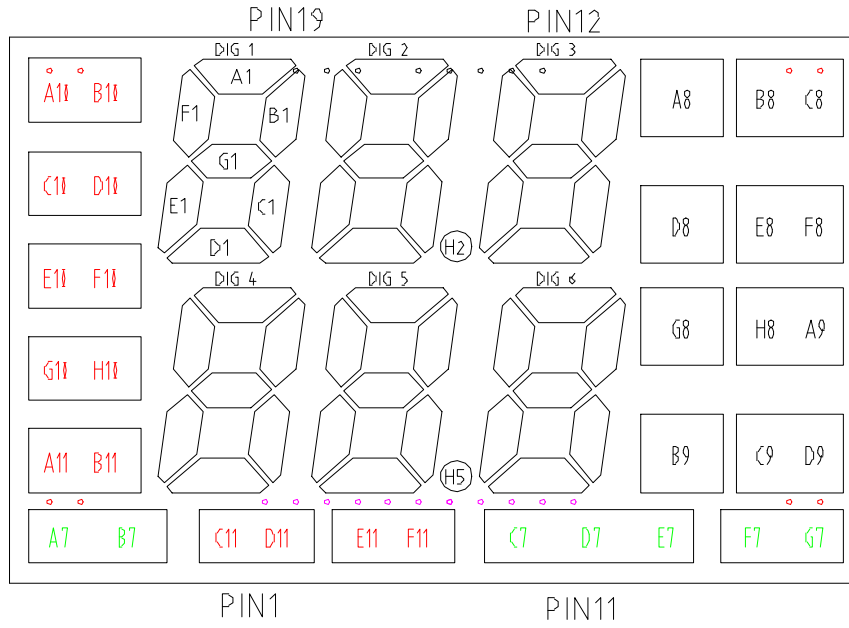 PIN19 PIN12
DIG 1 DIG 2 DIG 3
A10 B10 A1 A8 B8 C8
F1 B1
G1
C10 D10 E1 C1 D8 E8 F8
D1 H2
E10 F10 DIG 4 DIG 5 DIG 6
G8 H8 A9
G10 H10
A11 B11 H5 B9 C9 D9
A7 B7 C11 D11 E11 F11 C7 D7 E7 F7 G7
PIN1 PIN11